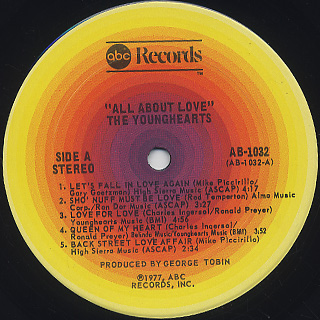 abc Records
TM
"ALL ABOUT LOVE"
THE YOUNGHEARTS
SIDE A
STEREO
AB-1032
(AB-1032-A)
1. LET'S FALL IN LOVE AGAIN (Mike Piccirillo/
Gary Goetzman) High Sierra Music (ASCAP) 4:17
2. SHO' NUFF MUST BE LOVE (Rod Temperton) Almo Music
Corp./Ron Dor Music (ASCAP) 3:27
3. LOVE FOR LOVE (Charles Ingersol/Ronald Preyer)
Younghearts Music (BMI) 4:56
4. QUEEN OF MY HEART (Charles Ingersol/
Ronald Preyer) Music/Younghearts Music (BMI) 3:52
5. BACK STREET LOVE AFFAIR (Mike Piccirillo)
High Sierra Music (ASCAP) 2:34
PRODUCED BY GEORGE TOBIN
℗1977, ABC
RECORDS, INC.